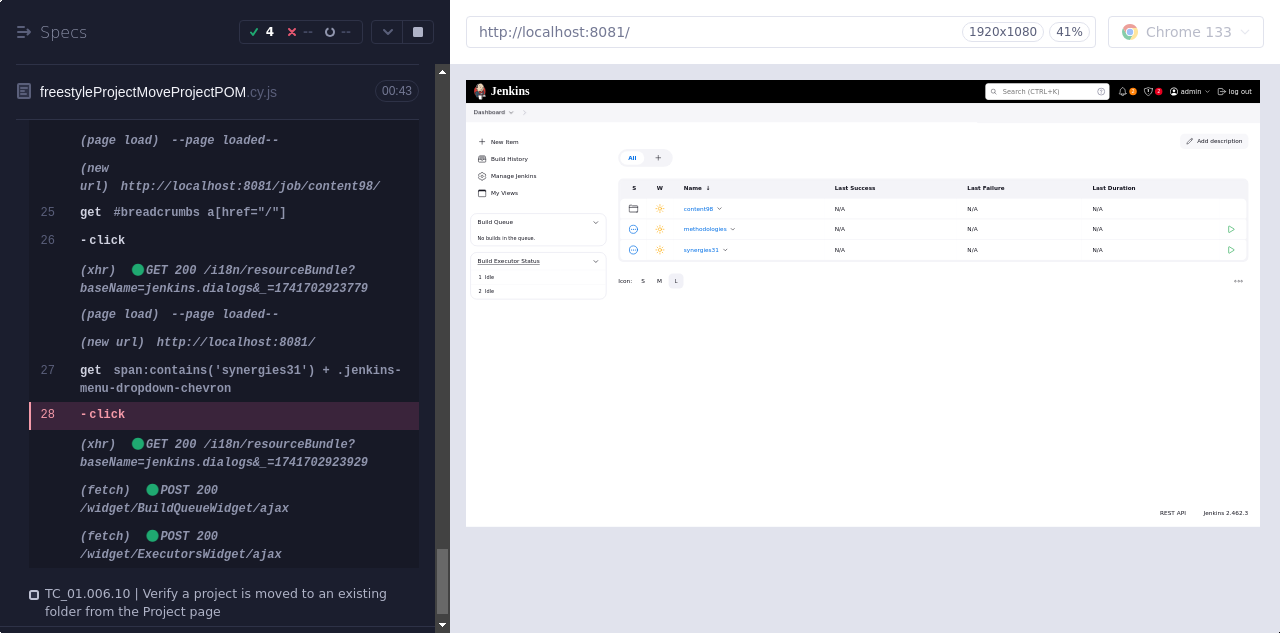 Specs
4
--
--
freestyleProjectMoveProjectPOM.cy.js
00:43
(page load) --page loaded--
(new
url) http://localhost:8081/job/content98/
25 get #breadcrumbs a[href="/"]
26 -click
(xhr) GET 200 /i18n/resourceBundle?
baseName=jenkins.dialogs&_=1741702923779
(page load) --page loaded--
(new url) http://localhost:8081/
27 get span:contains('synergies31') + .jenkins-
menu-dropdown-chevron
28 -click
(xhr) GET 200 /i18n/resourceBundle?
baseName=jenkins.dialogs&_=1741702923929
(fetch) POST 200
/widget/BuildQueueWidget/ajax
(fetch) POST 200
/widget/ExecutorsWidget/ajax
TC_01.006.10 | Verify a project is moved to an existing
folder from the Project page
http://localhost:8081/
1920x1080
41%
Chrome 133
Jenkins
Search (CTRL+K)
2
2
admin
log out
Dashboard
New Item
Build History
Manage Jenkins
My Views
Build Queue
No builds in the queue.
Build Executor Status
1 Idle
2 Idle
Add description
All
+
S W Name ↓ Last Success Last Failure Last Duration
content98 N/A N/A N/A
methodologies N/A N/A N/A
synergies31 N/A N/A N/A
Icon: S M L
REST API
Jenkins 2.462.3